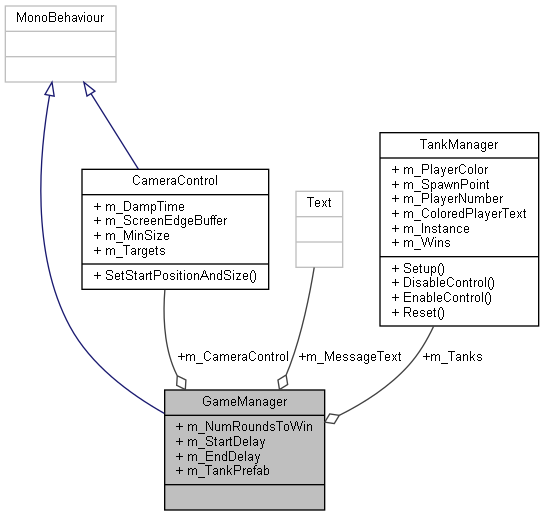 MonoBehaviour
TankManager
+ m_PlayerColor
+ m_SpawnPoint
+ m_PlayerNumber
+ m_ColoredPlayerText
+ m_Instance
+ m_Wins
+ Setup()
+ DisableControl()
+ EnableControl()
+ Reset()
CameraControl
+ m_DampTime
+ m_ScreenEdgeBuffer
+ m_MinSize
+ m_Targets
+ SetStartPositionAndSize()
Text
+m_CameraControl
+m_MessageText
+m_Tanks
GameManager
+ m_NumRoundsToWin
+ m_StartDelay
+ m_EndDelay
+ m_TankPrefab